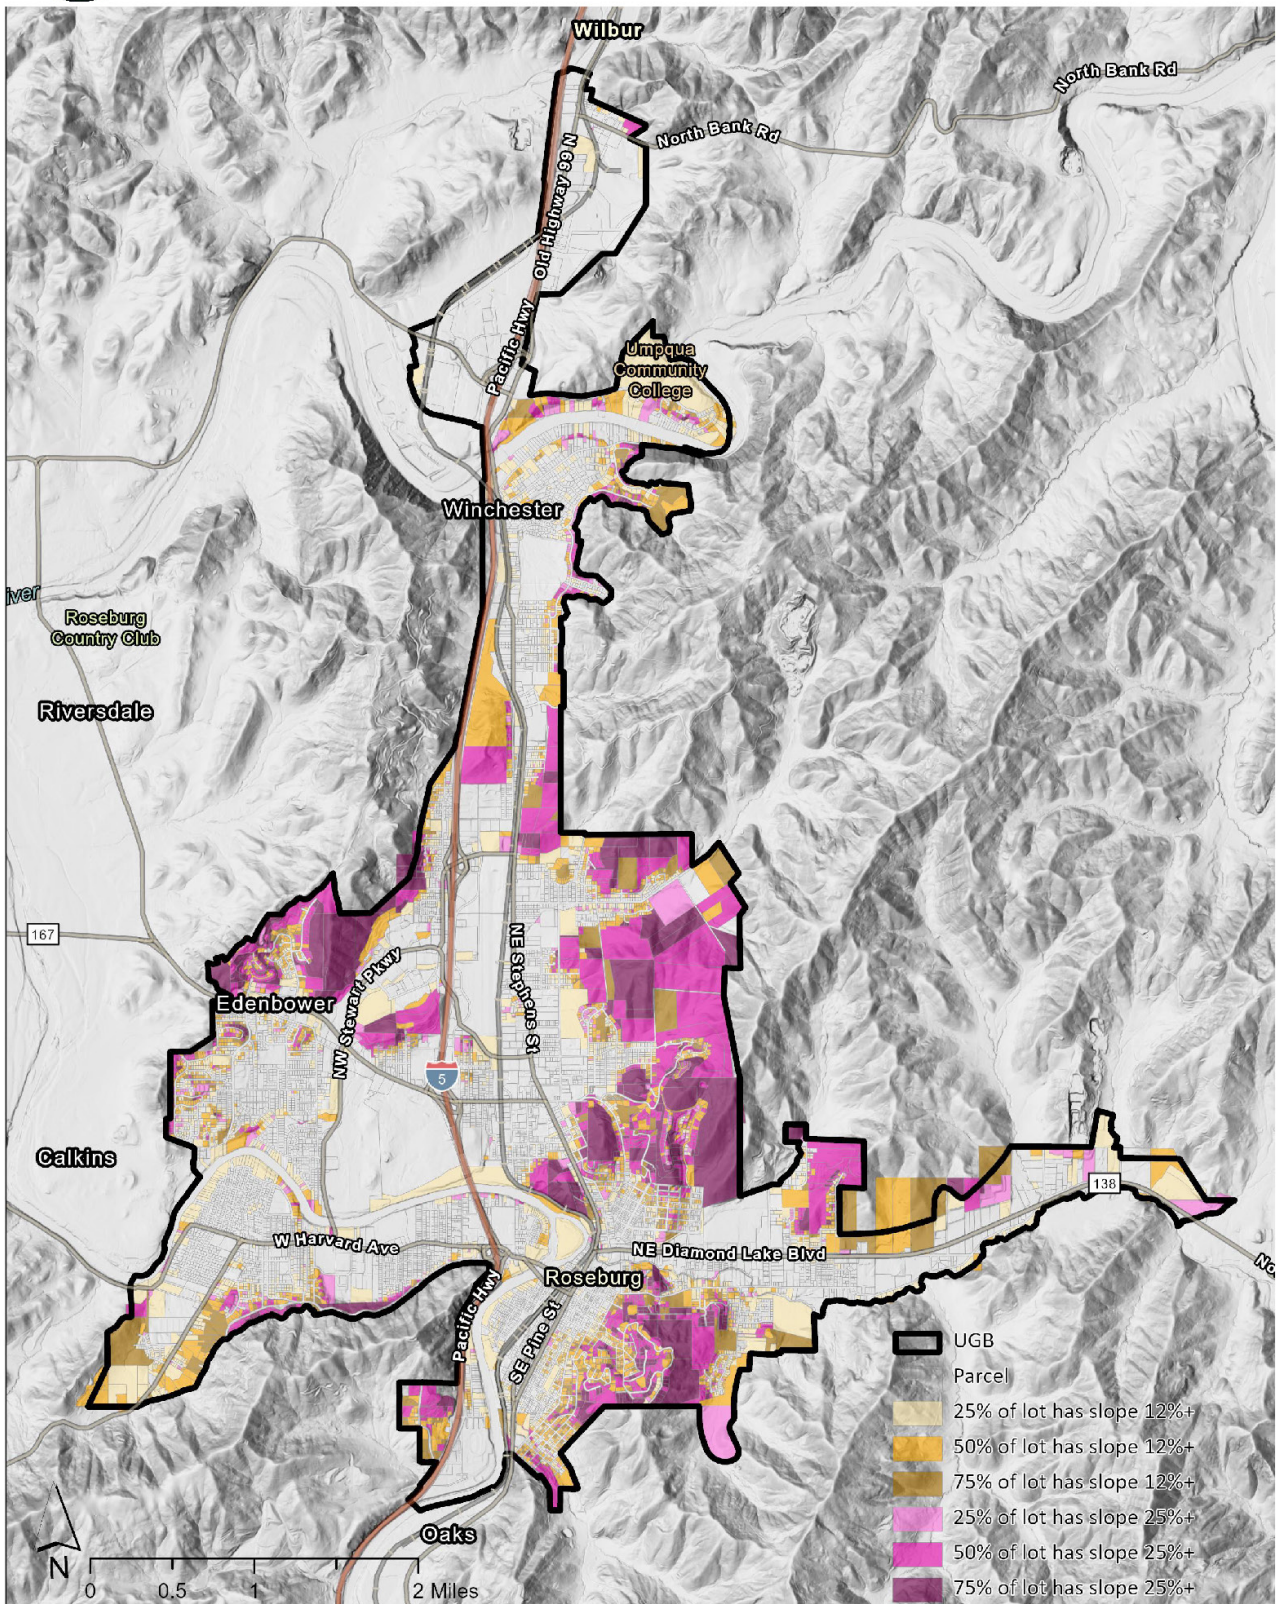 Wilbur
North Bank Rd
North Bank Rd
Old Highway 99 N
Pacific Hwy
Umpqua
Community
College
Winchester
iver
Roseburg
Country Club
Riversdale
167
NE Stephens St
Edenbower
NW Stewart Pkwy
5
Calkins
138
W Harvard Ave
NE Diamond Lake Blvd
No
Roseburg
Pacific Hwy
SE Pine St
Oaks
UGB
Parcel
25% of lot has slope 12%+
50% of lot has slope 12%+
75% of lot has slope 12%+
25% of lot has slope 25%+
50% of lot has slope 25%+
75% of lot has slope 25%+
N
0 0.5 1 2 Miles